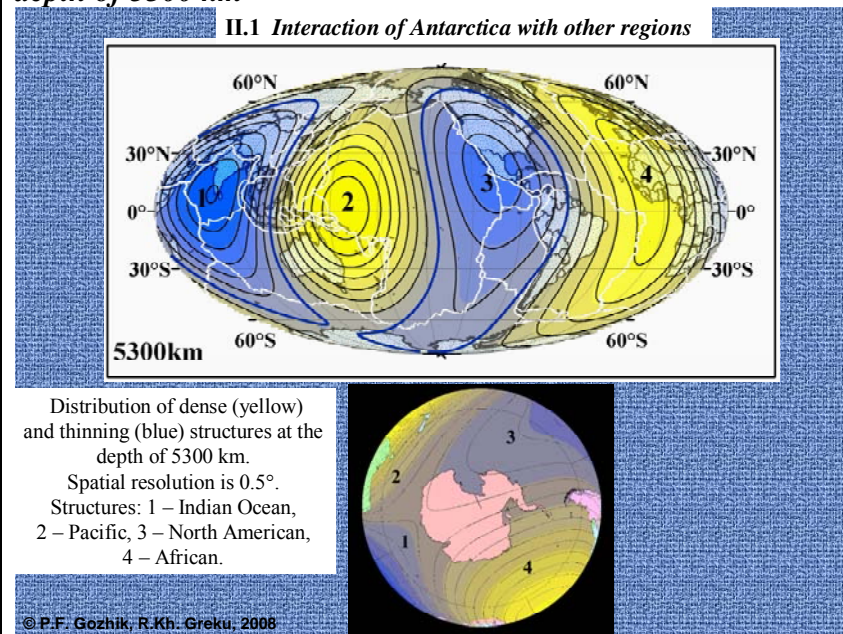 depth of 5300 km
II.1 Interaction of Antarctica with other regions
60°N 60°N
30°N 30°N
1 2 3 4
0° 0°
30°S 30°S
60°S 60°S
5300km
Distribution of dense (yellow)
and thinning (blue) structures at the
depth of 5300 km.
Spatial resolution is 0.5°.
Structures: 1 – Indian Ocean,
2 – Pacific, 3 – North American,
4 – African.
3
2
1
4
© P.F. Gozhik, R.Kh. Greku, 2008